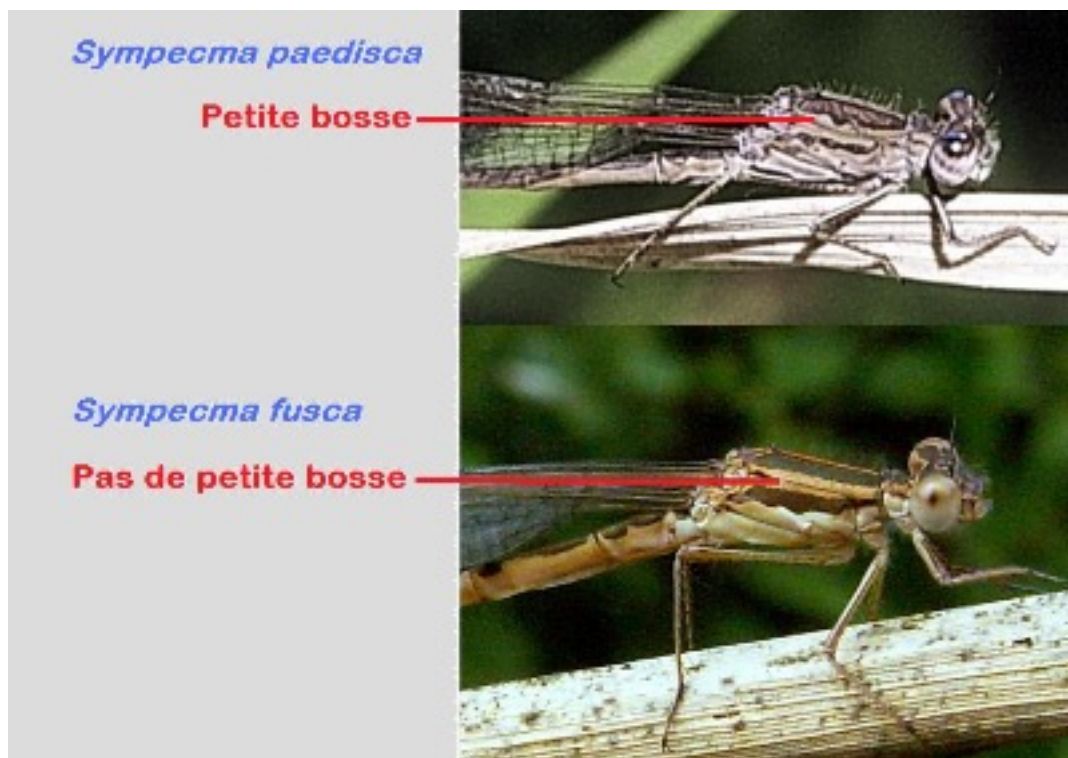 Sympecma paedisca
Petite bosse
Sympecma fusca
Pas de petite bosse